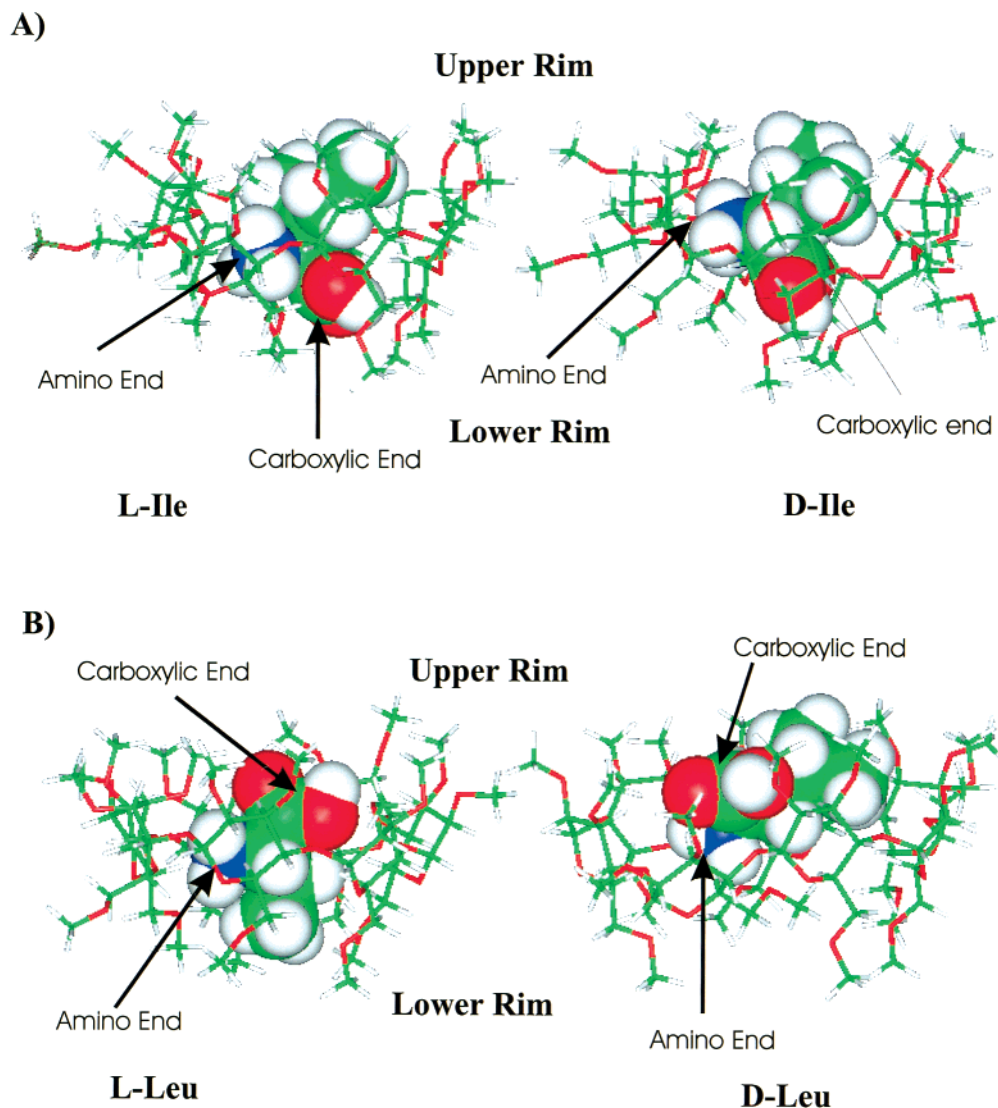 A)
Upper Rim
Amino End
Carboxylic End
Amino End
Carboxylic end
Lower Rim
L-Ile
D-Ile
B)
Carboxylic End
Upper Rim
Carboxylic End
Amino End
Lower Rim
Amino End
L-Leu
D-Leu